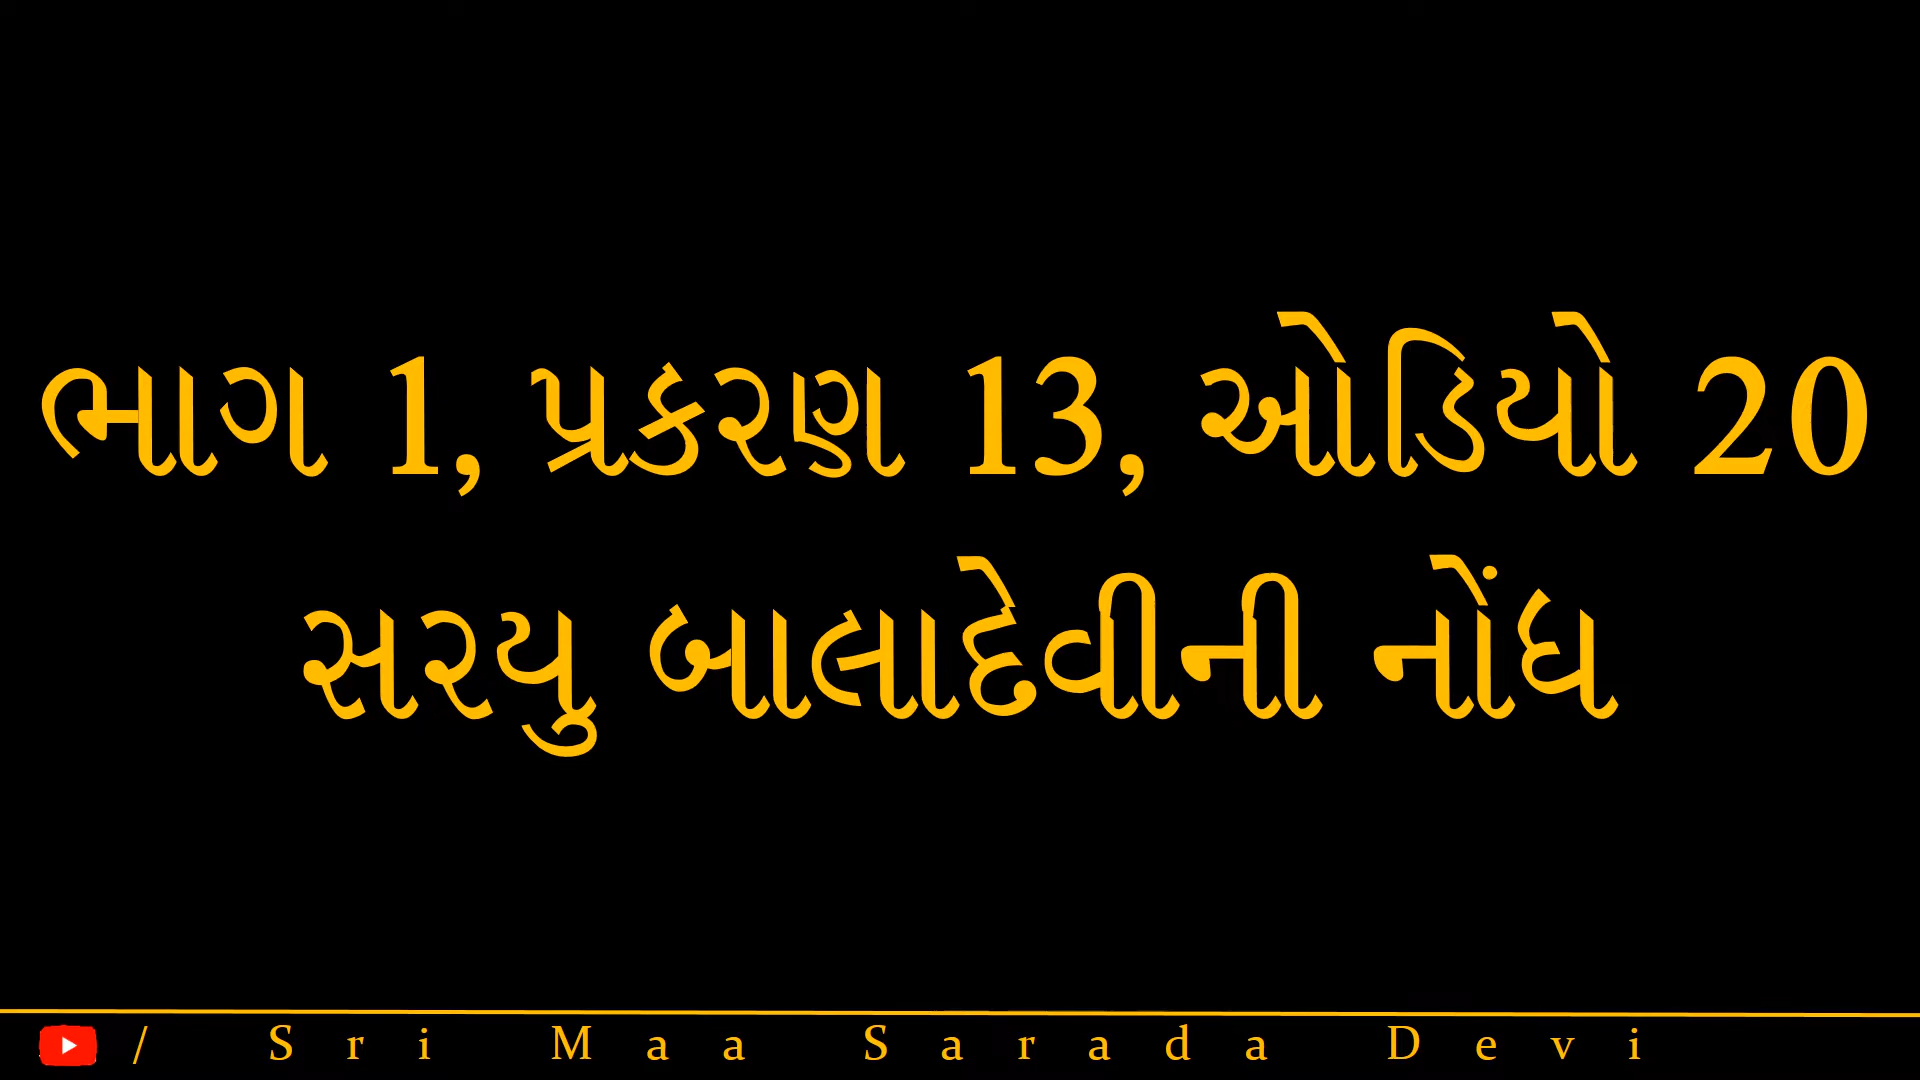 ભાગ 1, પ્રકરણ 13, ઓડિયો 20
સરયુ બાલાદેવીની નોંધ
/ Sri Maa Sarada Devi